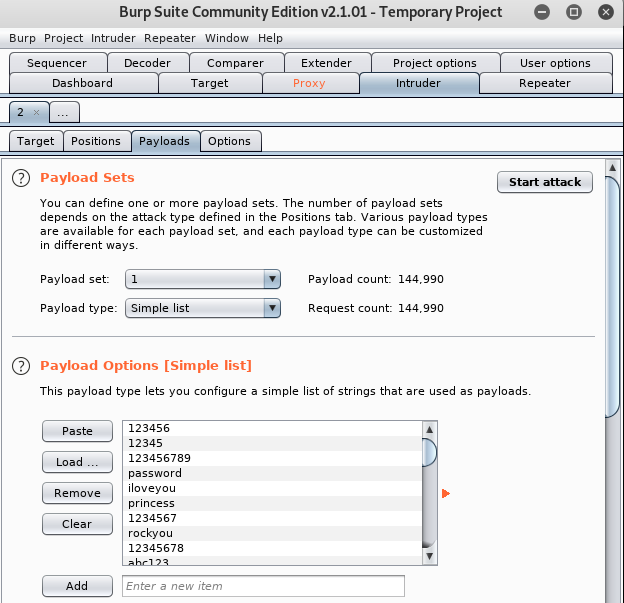 Burp Suite Community Edition v2.1.01 - Temporary Project
Burp Project Intruder Repeater Window Help
Sequencer Decoder Comparer Extender Project options User options
Dashboard Target Proxy Intruder Repeater
2 × ...
Target Positions Payloads Options
? Payload Sets Start attack
You can define one or more payload sets. The number of payload sets
depends on the attack type defined in the Positions tab. Various payload types
are available for each payload set, and each payload type can be customized
in different ways.
Payload set: 1 Payload count: 144,990
Payload type: Simple list Request count: 144,990
? Payload Options [Simple list]
This payload type lets you configure a simple list of strings that are used as payloads.
Paste
Load ...
Remove
Clear
123456
12345
123456789
password
iloveyou
princess
1234567
rockyou
12345678
abc123
Add Enter a new item